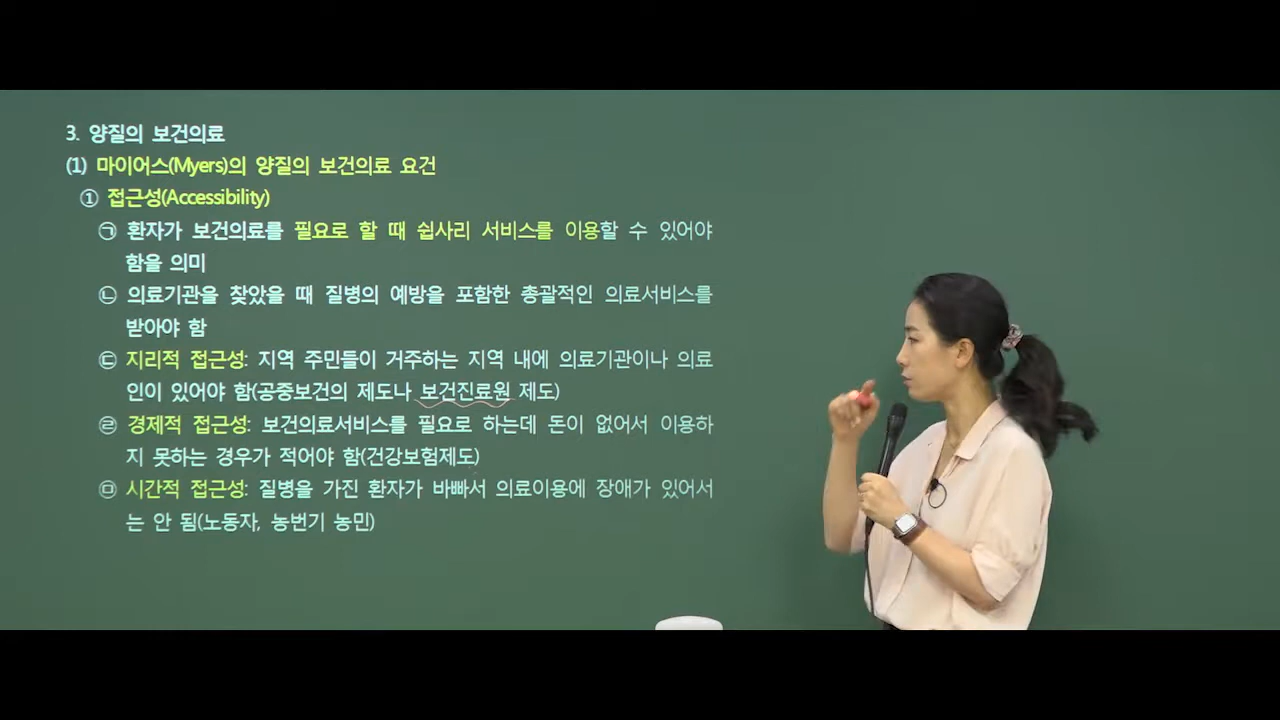 3. 양질의 보건의료
(1) 마이어스(Myers)의 양질의 보건의료 요건
① 접근성(Accessibility)
㉠ 환자가 보건의료를 필요로 할 때 쉽사리 서비스를 이용할 수 있어야
함을 의미
㉡ 의료기관을 찾았을 때 질병의 예방을 포함한 총괄적인 의료서비스를
받아야 함
㉢ 지리적 접근성: 지역 주민들이 거주하는 지역 내에 의료기관이나 의료
인이 있어야 함(공중보건의 제도나 보건진료원 제도)
㉣ 경제적 접근성: 보건의료서비스를 필요로 하는데 돈이 없어서 이용하
지 못하는 경우가 적어야 함(건강보험제도)
㉤ 시간적 접근성: 질병을 가진 환자가 바빠서 의료이용에 장애가 있어서
는 안 됨(노동자, 농번기 농민)